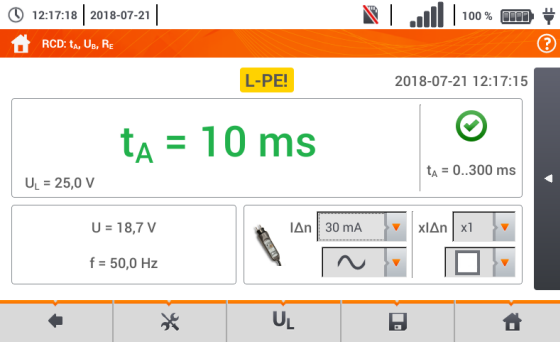 12:17:18 2018-07-21 100 %
RCD: tA, UB, RE ?
L-PE! 2018-07-21 12:17:15
tA = 10 ms
tA = 0..300 ms
UL = 25,0 V
U = 18,7 V
f = 50,0 Hz
IΔn 30 mA xIΔn x1
UL